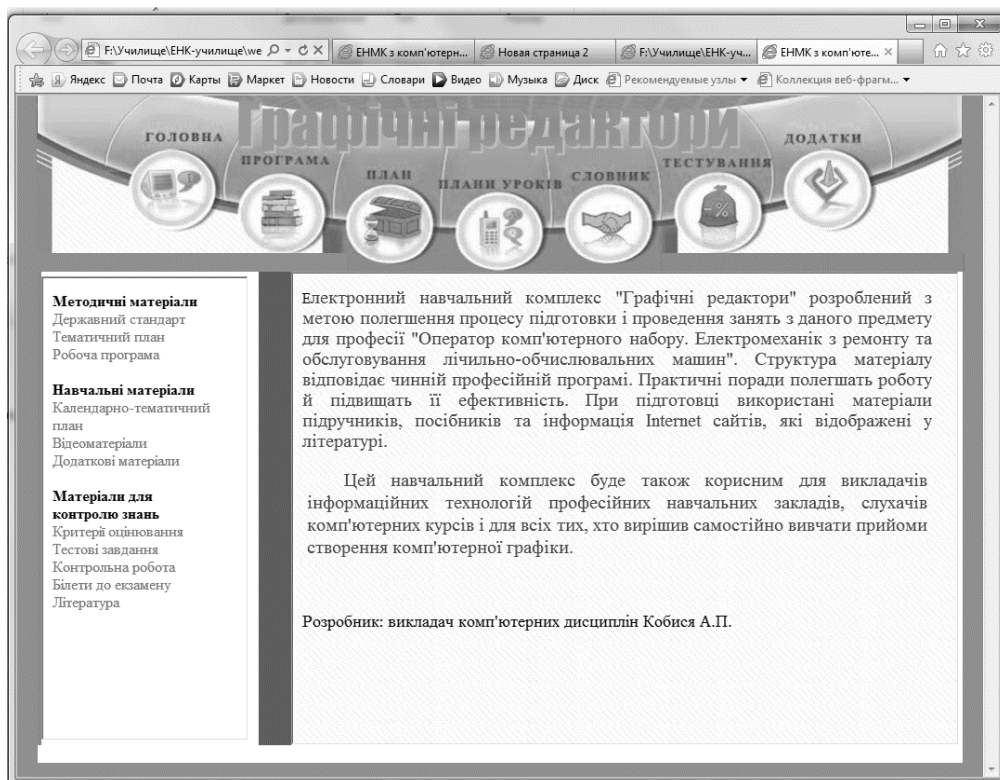 F:\Училище\ЕНК-училище\we
ЕНМК з комп'ютерн...
Новая страница 2
F:\Училище\ЕНК-уч...
ЕНМК з комп'юте...
Яндекс Почта Карты Маркет Новости Словари Видео Музыка Диск Рекомендуемые узлы Коллекция веб-фрагм...
Графічні редактори
ГОЛОВНА
ПРОГРАМА
ПЛАН
ПЛАНИ УРОКІВ
СЛОВНИК
ТЕСТУВАННЯ
ДОДАТКИ
Методичні матеріали
Державний стандарт
Тематичний план
Робоча програма
Навчальні матеріали
Календарно-тематичний
план
Відеоматеріали
Додаткові матеріали
Матеріали для
контролю знань
Критерії оцінювання
Тестові завдання
Контрольна робота
Білети до екзамену
Література
Електронний навчальний комплекс "Графічні редактори" розроблений з
метою полегшення процесу підготовки і проведення занять з даного предмету
для професії "Оператор комп'ютерного набору. Електромеханік з ремонту та
обслуговування лічильно-обчислювальних машин". Структура матеріалу
відповідає чинній професійній програмі. Практичні поради полегшать роботу
й підвищать її ефективність. При підготовці використані матеріали
підручників, посібників та інформація Internet сайтів, які відображені у
літературі.
Цей навчальний комплекс буде також корисним для викладачів
інформаційних технологій професійних навчальних закладів, слухачів
комп'ютерних курсів і для всіх тих, хто вирішив самостійно вивчати прийоми
створення комп'ютерної графіки.
Розробник: викладач комп'ютерних дисциплін Кобися А.П.